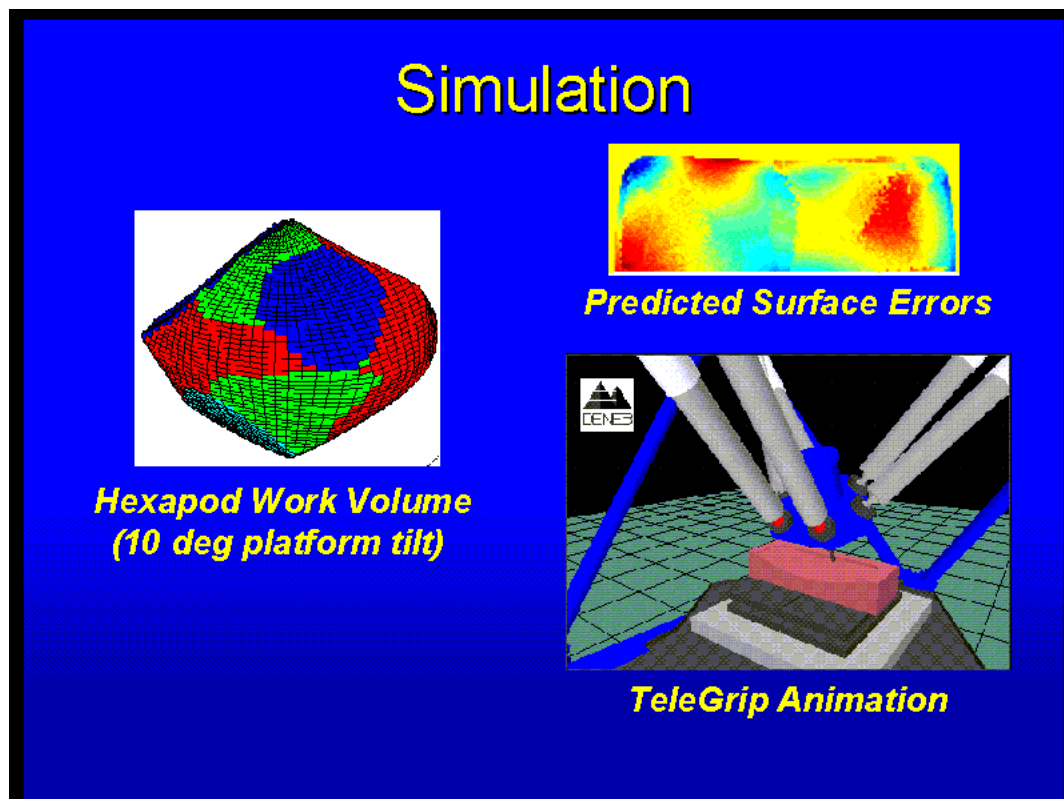 Simulation
Predicted Surface Errors
Hexapod Work Volume
(10 deg platform tilt)
DENEB
TeleGrip Animation